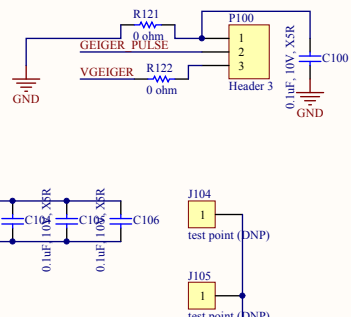 R121
0 ohm
P100
GEIGER_PULSE
1
2
3
VGEIGER
R122
0 ohm
Header 3
C100
0.1uF, 10V, X5R
GND
GND
C104
0.1uF, 10V, X5R
C105
0.1uF, 10V, X5R
C106
J104
1
test point (DNP)
J105
1
test point (DNP)